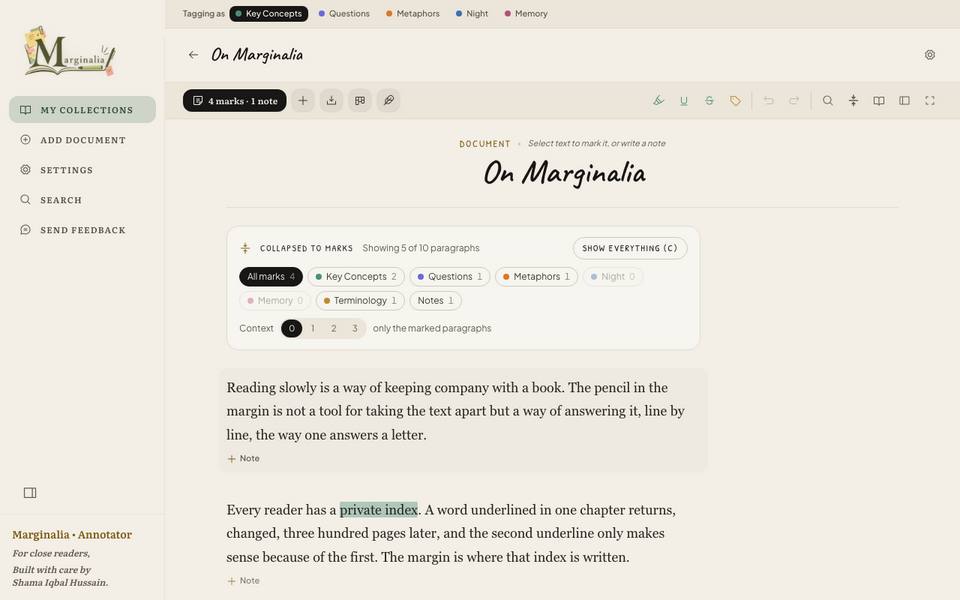 Tagging as Key Concepts Questions Metaphors Night Memory
Marginalia
On Marginalia
MY COLLECTIONS
ADD DOCUMENT
SETTINGS
SEARCH
SEND FEEDBACK
4 marks · 1 note
DOCUMENT · Select text to mark it, or write a note
On Marginalia
COLLAPSED TO MARKS Showing 5 of 10 paragraphs SHOW EVERYTHING (C)
All marks 4 Key Concepts 2 Questions 1 Metaphors 1 Night 0
Memory 0 Terminology 1 Notes 1
Context 0 1 2 3 only the marked paragraphs
Reading slowly is a way of keeping company with a book. The pencil in the
margin is not a tool for taking the text apart but a way of answering it, line by
line, the way one answers a letter.
+ Note
Every reader has a private index. A word underlined in one chapter returns,
changed, three hundred pages later, and the second underline only makes
sense because of the first. The margin is where that index is written.
+ Note
Marginalia • Annotator
For close readers,
Built with care by
Shama Iqbal Hussain.